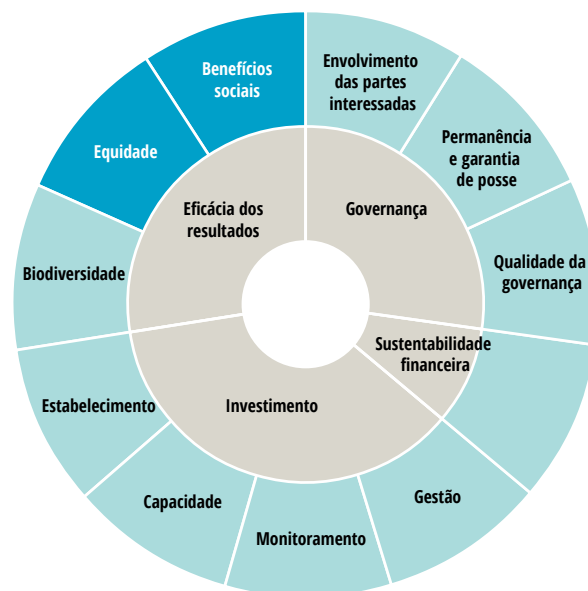 Benefícios
sociais
Envolvimento
das partes
interessadas
Equidade
Permanência
e garantia
de posse
Eficácia dos
resultados
Governança
Biodiversidade
Qualidade da
governança
Sustentabilidade
financeira
Estabelecimento
Investimento
Capacidade
Gestão
Monitoramento